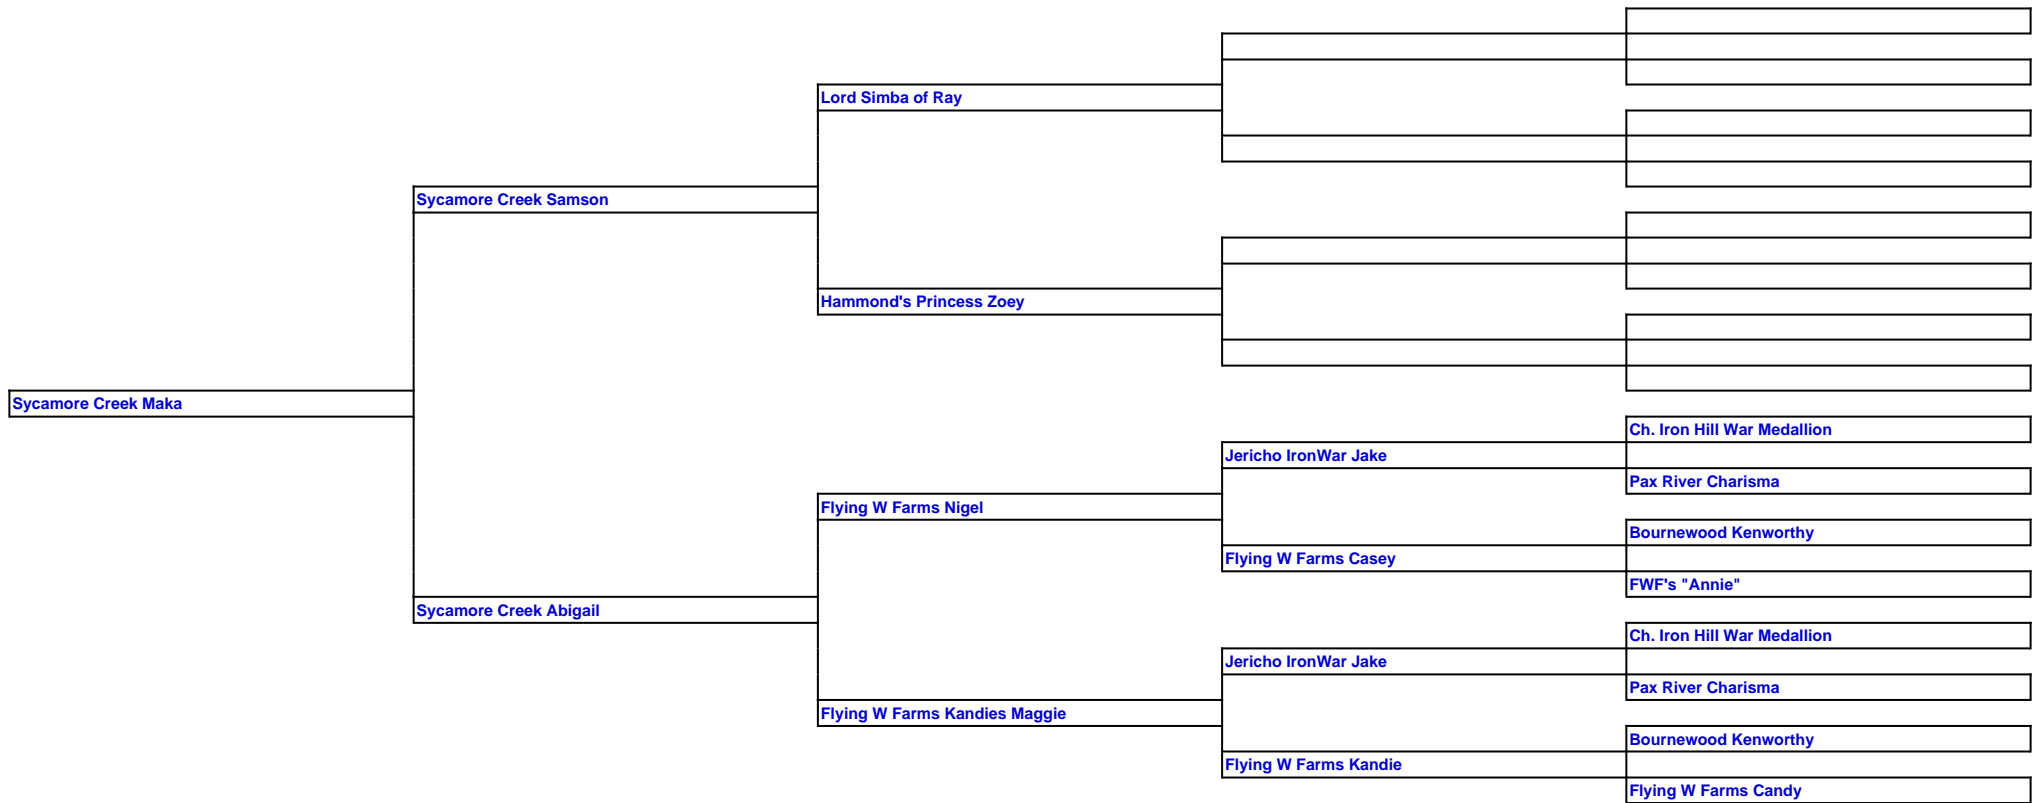 Lord Simba of Ray
Sycamore Creek Samson
Hammond's Princess Zoey
Sycamore Creek Maka
Ch. Iron Hill War Medallion
Jericho IronWar Jake
Pax River Charisma
Flying W Farms Nigel
Bournewood Kenworthy
Flying W Farms Casey
FWF's "Annie"
Sycamore Creek Abigail
Ch. Iron Hill War Medallion
Jericho IronWar Jake
Pax River Charisma
Flying W Farms Kandies Maggie
Bournewood Kenworthy
Flying W Farms Kandie
Flying W Farms Candy